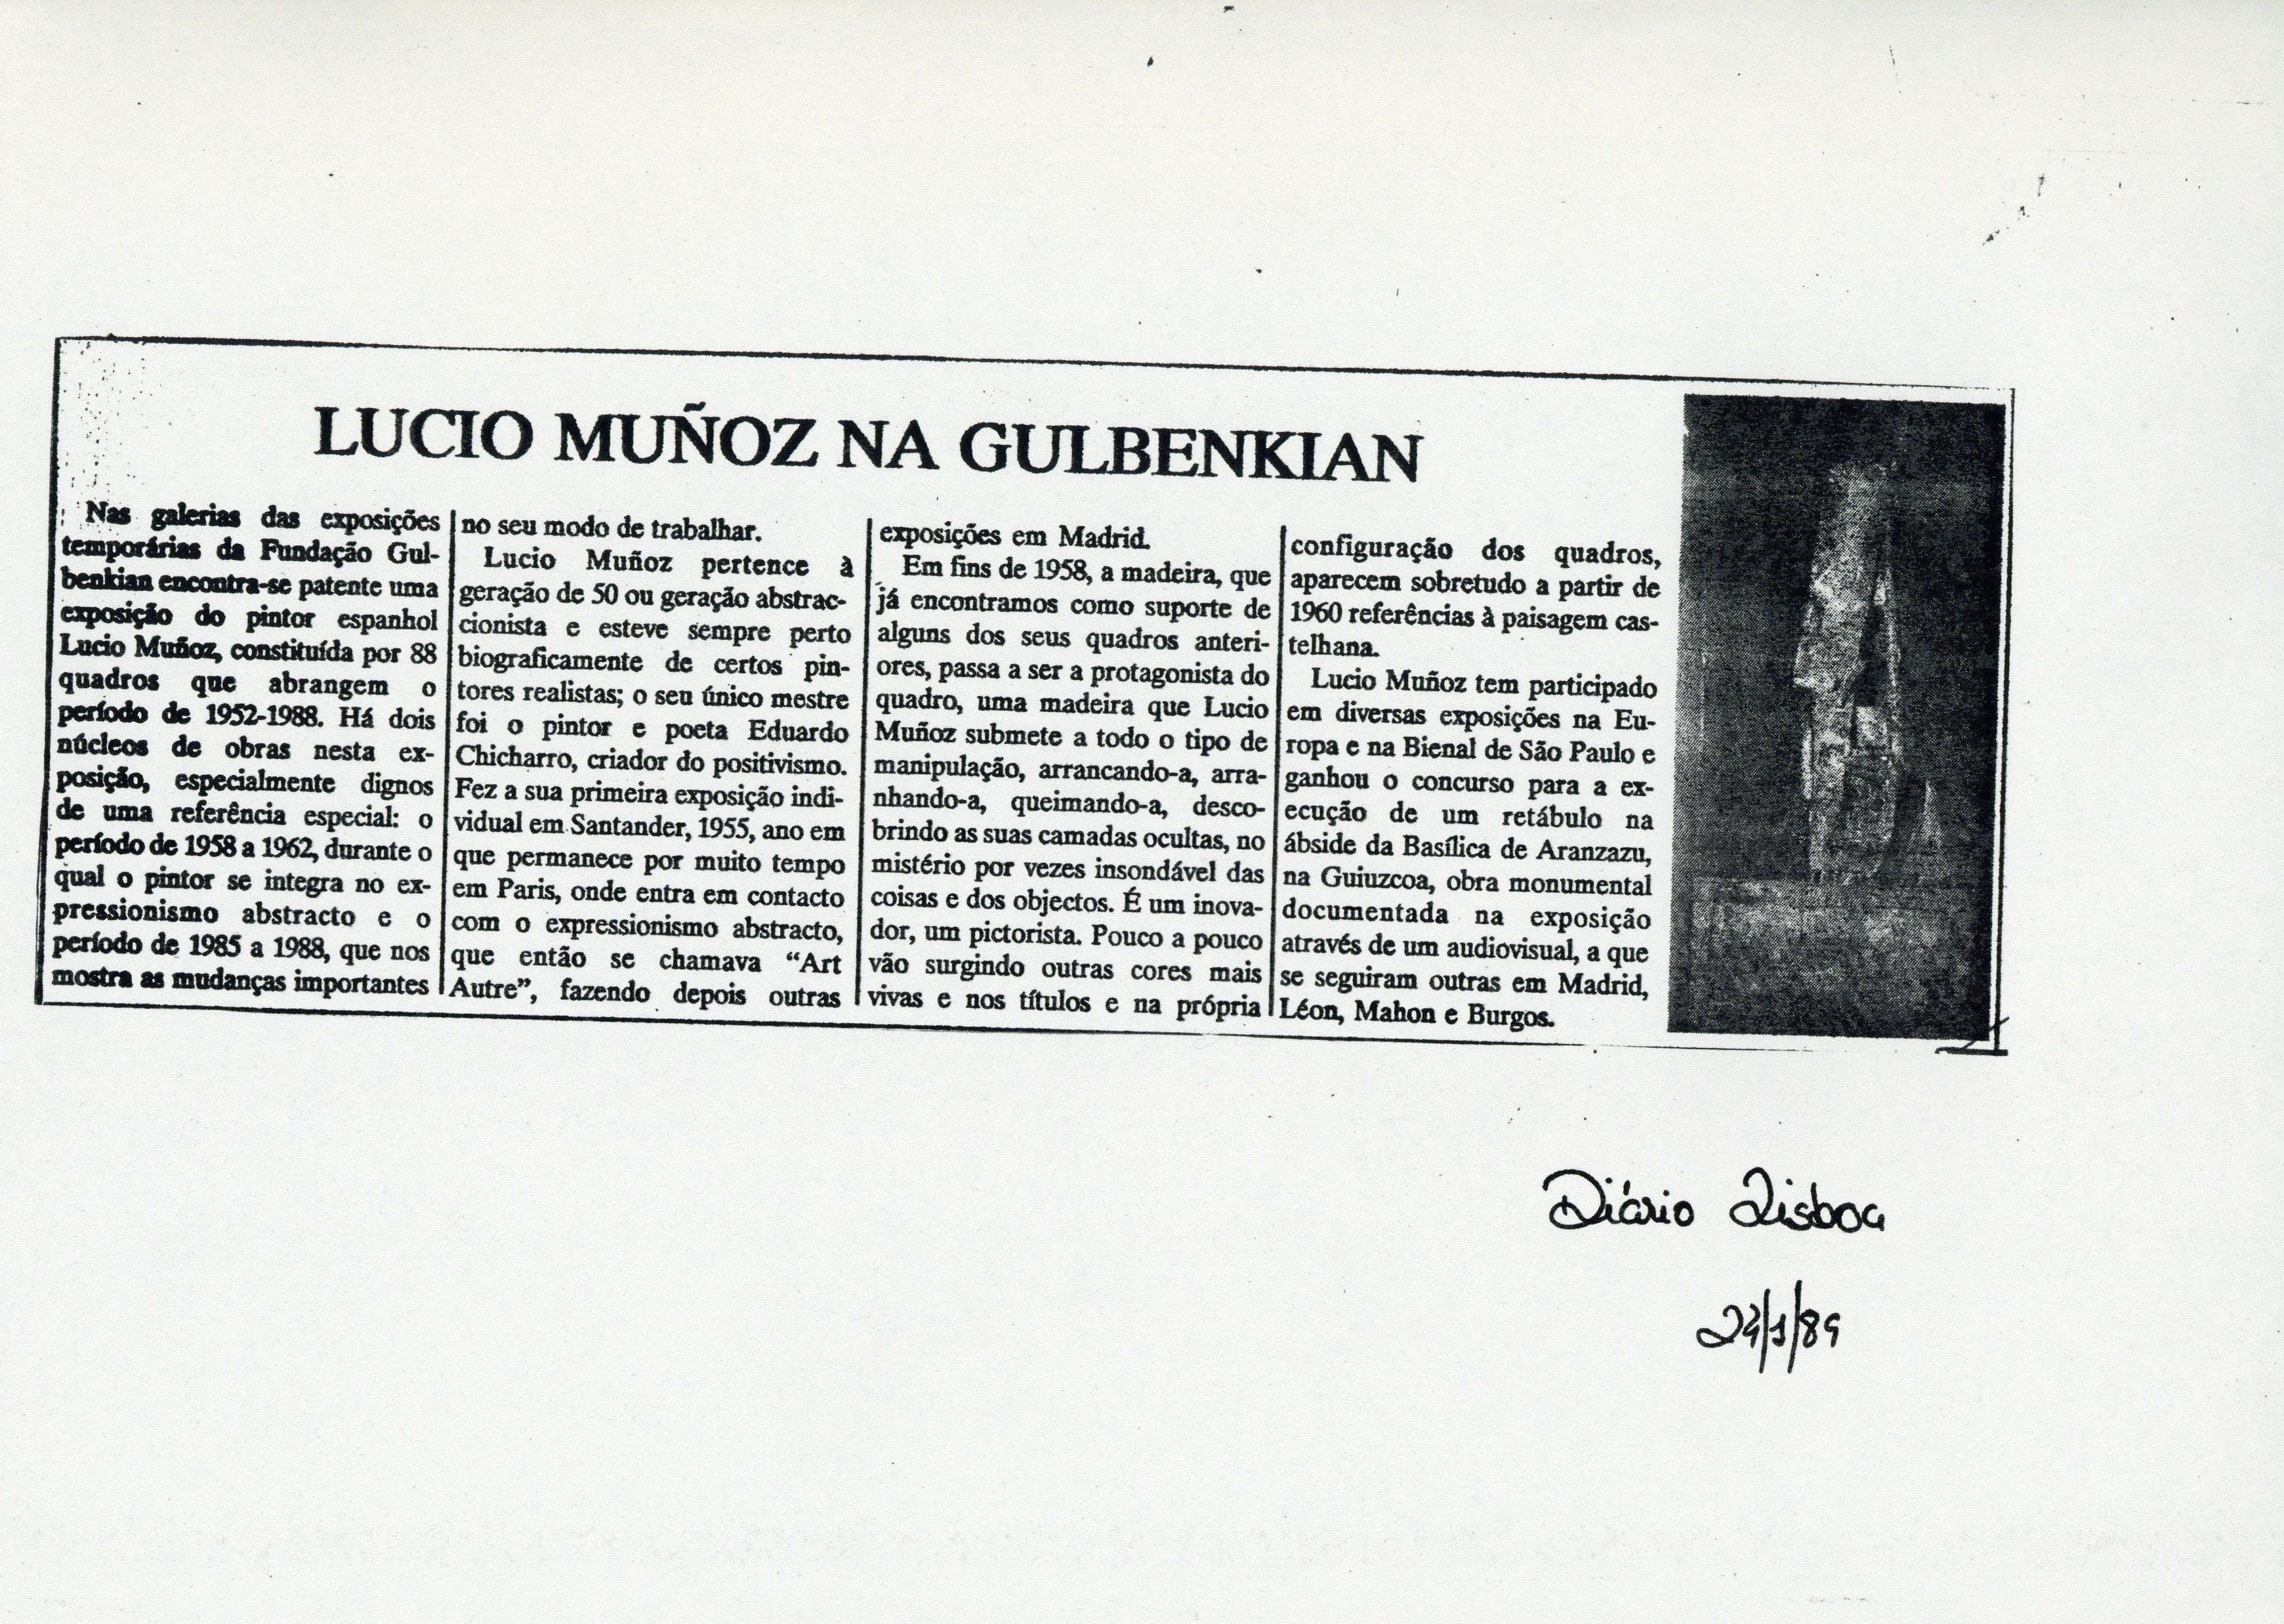 LUCIO MUÑOZ NA GULBENKIAN
Nas galerias das exposições
temporárias da Fundação Gul-
benkian encontra-se patente uma
exposição do pintor espanhol
Lucio Muñoz, constituída por 88
quadros que abrangem o
período de 1952-1988. Há dois
núcleos de obras nesta ex-
posição, especialmente dignos
de uma referência especial: o
período de 1958 a 1962, durante o
qual o pintor se integra no ex-
pressionismo abstracto e o
período de 1985 a 1988, que nos
mostra as mudanças importantes
no seu modo de trabalhar.
Lucio Muñoz pertence à
geração de 50 ou geração abstrac-
cionista e esteve sempre perto
biograficamente de certos pin-
tores realistas; o seu único mestre
foi o pintor e poeta Eduardo
Chicharro, criador do positivismo.
Fez a sua primeira exposição indi-
vidual em Santander, 1955, ano em
que permanece por muito tempo
em Paris, onde entra em contacto
com o expressionismo abstracto,
que então se chamava “Art
Autre”, fazendo depois outras
exposições em Madrid.
Em fins de 1958, a madeira, que
já encontramos como suporte de
alguns dos seus quadros anteri-
ores, passa a ser a protagonista do
quadro, uma madeira que Lucio
Muñoz submete a todo o tipo de
manipulação, arrancando-a, arra-
nhando-a, queimando-a, desco-
brindo as suas camadas ocultas, no
mistério por vezes insondável das
coisas e dos objectos. É um inova-
dor, um pictorista. Pouco a pouco
vão surgindo outras cores mais
vivas e nos títulos e na própria
configuração dos quadros,
aparecem sobretudo a partir de
1960 referências à paisagem cas-
telhana.
Lucio Muñoz tem participado
em diversas exposições na Eu-
ropa e na Bienal de São Paulo e
ganhou o concurso para a ex-
ecução de um retábulo na
ábside da Basílica de Aranzazu,
na Guiuzcoa, obra monumental
documentada na exposição
através de um audiovisual, a que
se seguiram outras em Madrid,
Léon, Mahon e Burgos.
Diário Lisboa